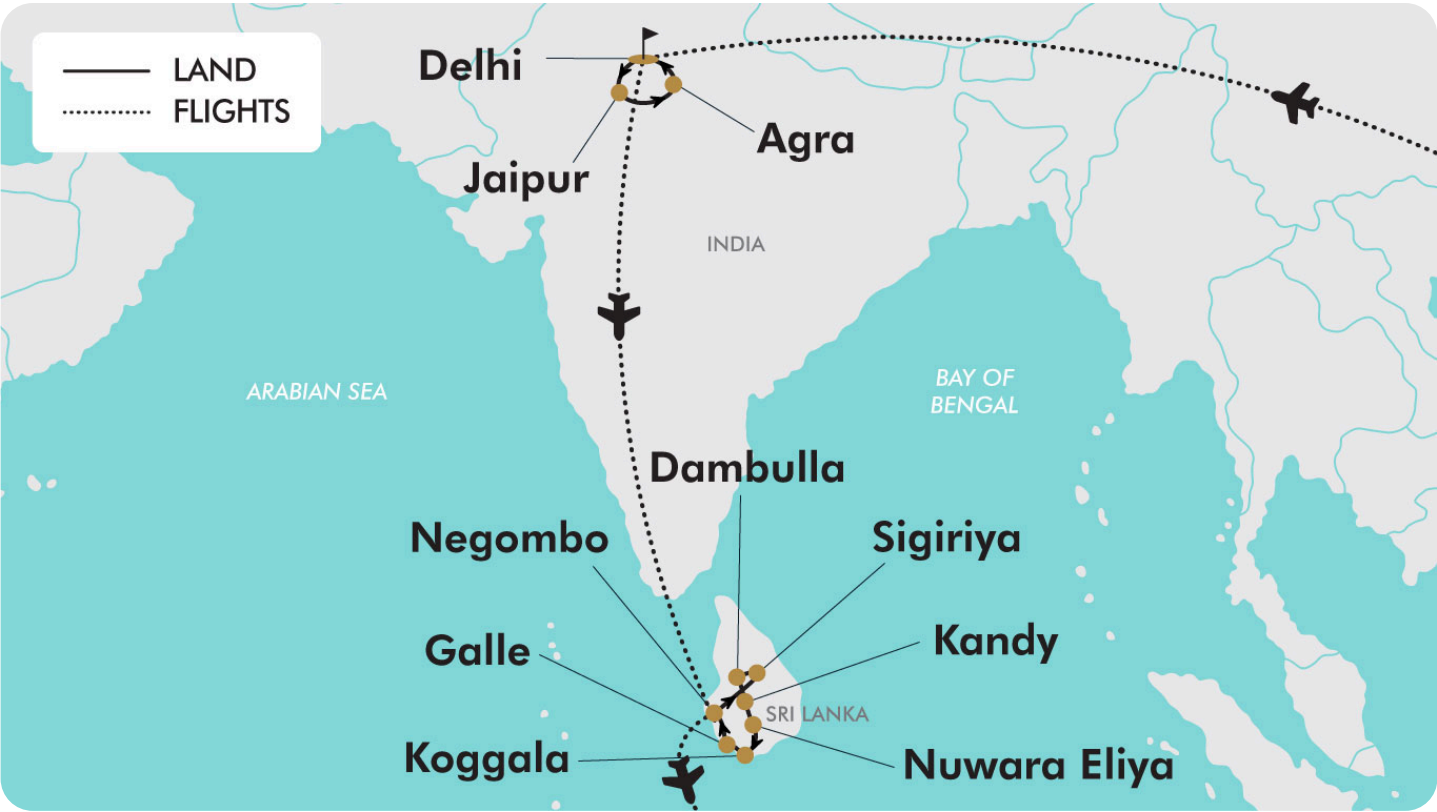 LAND
FLIGHTS
Delhi
Agra
Jaipur
INDIA
ARABIAN SEA
BAY OF
BENGAL
Dambulla
Negombo
Sigiriya
Galle
Kandy
SRI LANKA
Koggala
Nuwara Eliya